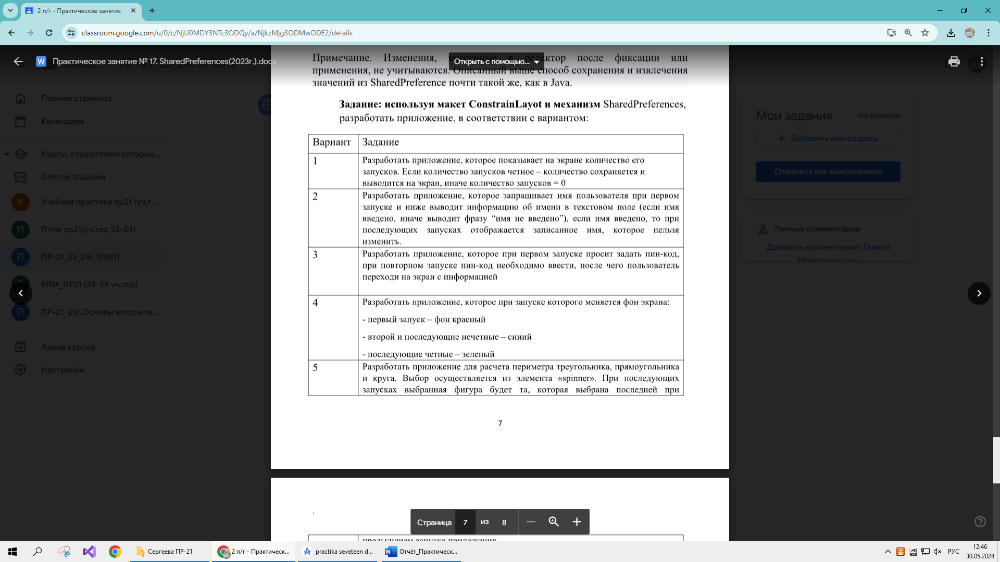 2 п/г - Практическое занятие
classroom.google.com/u/0/c/NjU0MDY3NTc3ODQy/a/NjkzMjg3ODMwODE2/details
Практическое занятие № 17. SharedPreferences(2023г.).docx
Открыть с помощью...
Примечание. Изменения, внесенные в редактор после фиксации или
применения, не учитываются. Описанный выше способ сохранения и извлечения
значений из SharedPreference почти такой же, как в Java.
Задание: используя макет ConstrainLayot и механизм SharedPreferences,
разработать приложение, в соответствии с вариантом:
Вариант Задание
1 Разработать приложение, которое показывает на экране количество его
запусков. Если количество запусков четное – количество сохраняется и
выводится на экран, иначе количество запусков = 0
2 Разработать приложение, которое запрашивает имя пользователя при первом
запуске и ниже выводит информацию об имени в текстовом поле (если имя
введено, иначе выводит фразу “имя не введено”), если имя введено, то при
последующих запусках отображается записанное имя, которое нельзя
изменить.
3 Разработать приложение, которое при первом запуске просит задать пин-код,
при повторном запуске пин-код необходимо ввести, после чего пользователь
переходи на экран с информацией
4 Разработать приложение, которое при запуске которого меняется фон экрана:
- первый запуск – фон красный
- второй и последующие нечетные – синий
- последующие четные – зеленый
5 Разработать приложение для расчета периметра треугольника, прямоугольника
и круга. Выбор осуществляется из элемента «spinner». При последующих
запусках выбранная фигура будет та, которая выбрана последней при
7
.
предыдущем запуске приложения
Страница 7 из 8
Главная страница
Календарь
Курсы, слушателем которых...
Список заданий
У Учебная практика пр21 (уч.г...
П Птпм пр21(уч.год 23-24)
П ПР-21_23_24г.(РМП)
РПМ_ПР21 (23-24 уч.год)
П ПР-21_23г.Основы алгоритм...
Архив курсов
Настройки
Мои задания Назначено
Добавить или создать
Отметить как выполненное
Личные комментарии
Добавить комментарий: Галина
Мирошниченко
Сергеева ПР-21
2 п/г - Практическ...
practika seveteen d...
Отчёт_Практическ...
РУС
12:46
30.05.2024